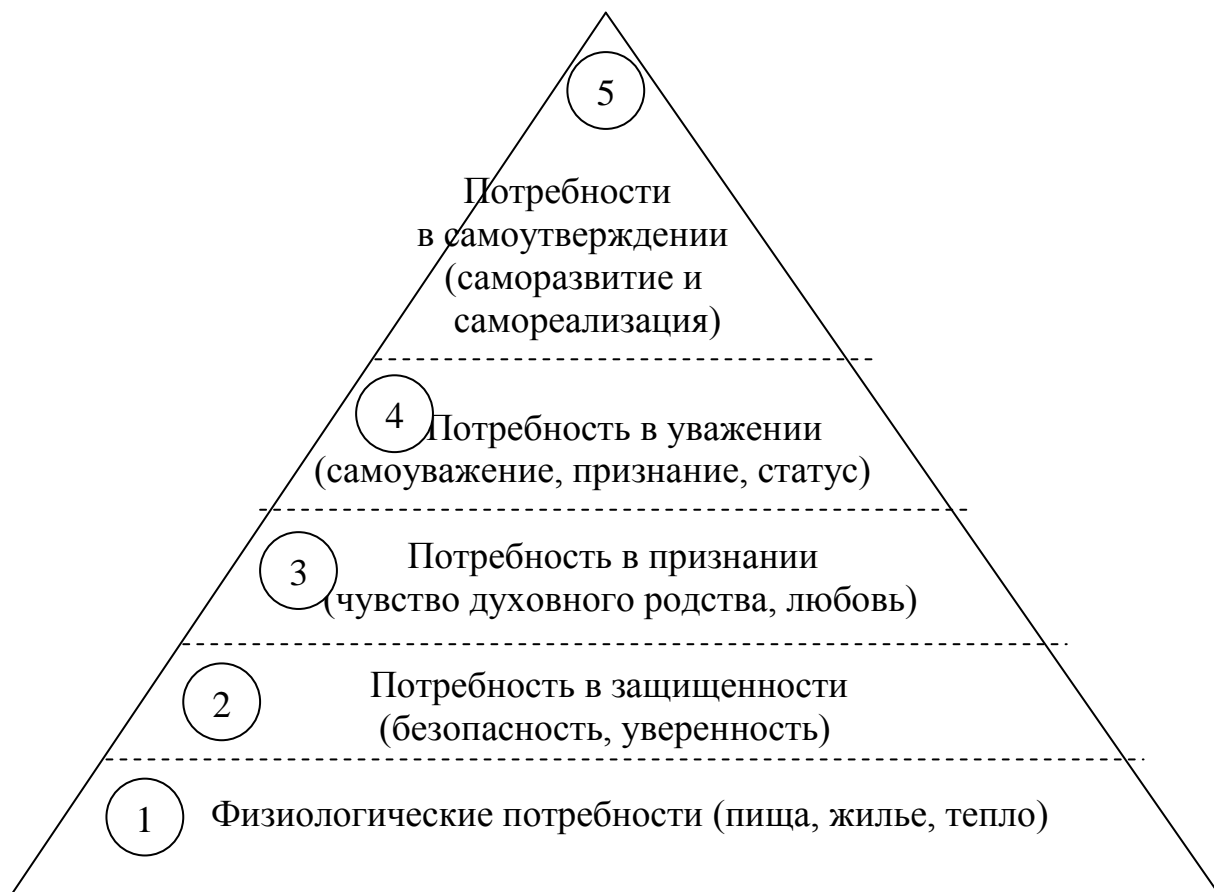 5
Потребности
в самоутверждении
(саморазвитие и
самореализация)
4
Потребность в уважении
(самоуважение, признание, статус)
3
Потребность в признании
(чувство духовного родства, любовь)
2
Потребность в защищенности
(безопасность, уверенность)
1
Физиологические потребности (пища, жилье, тепло)